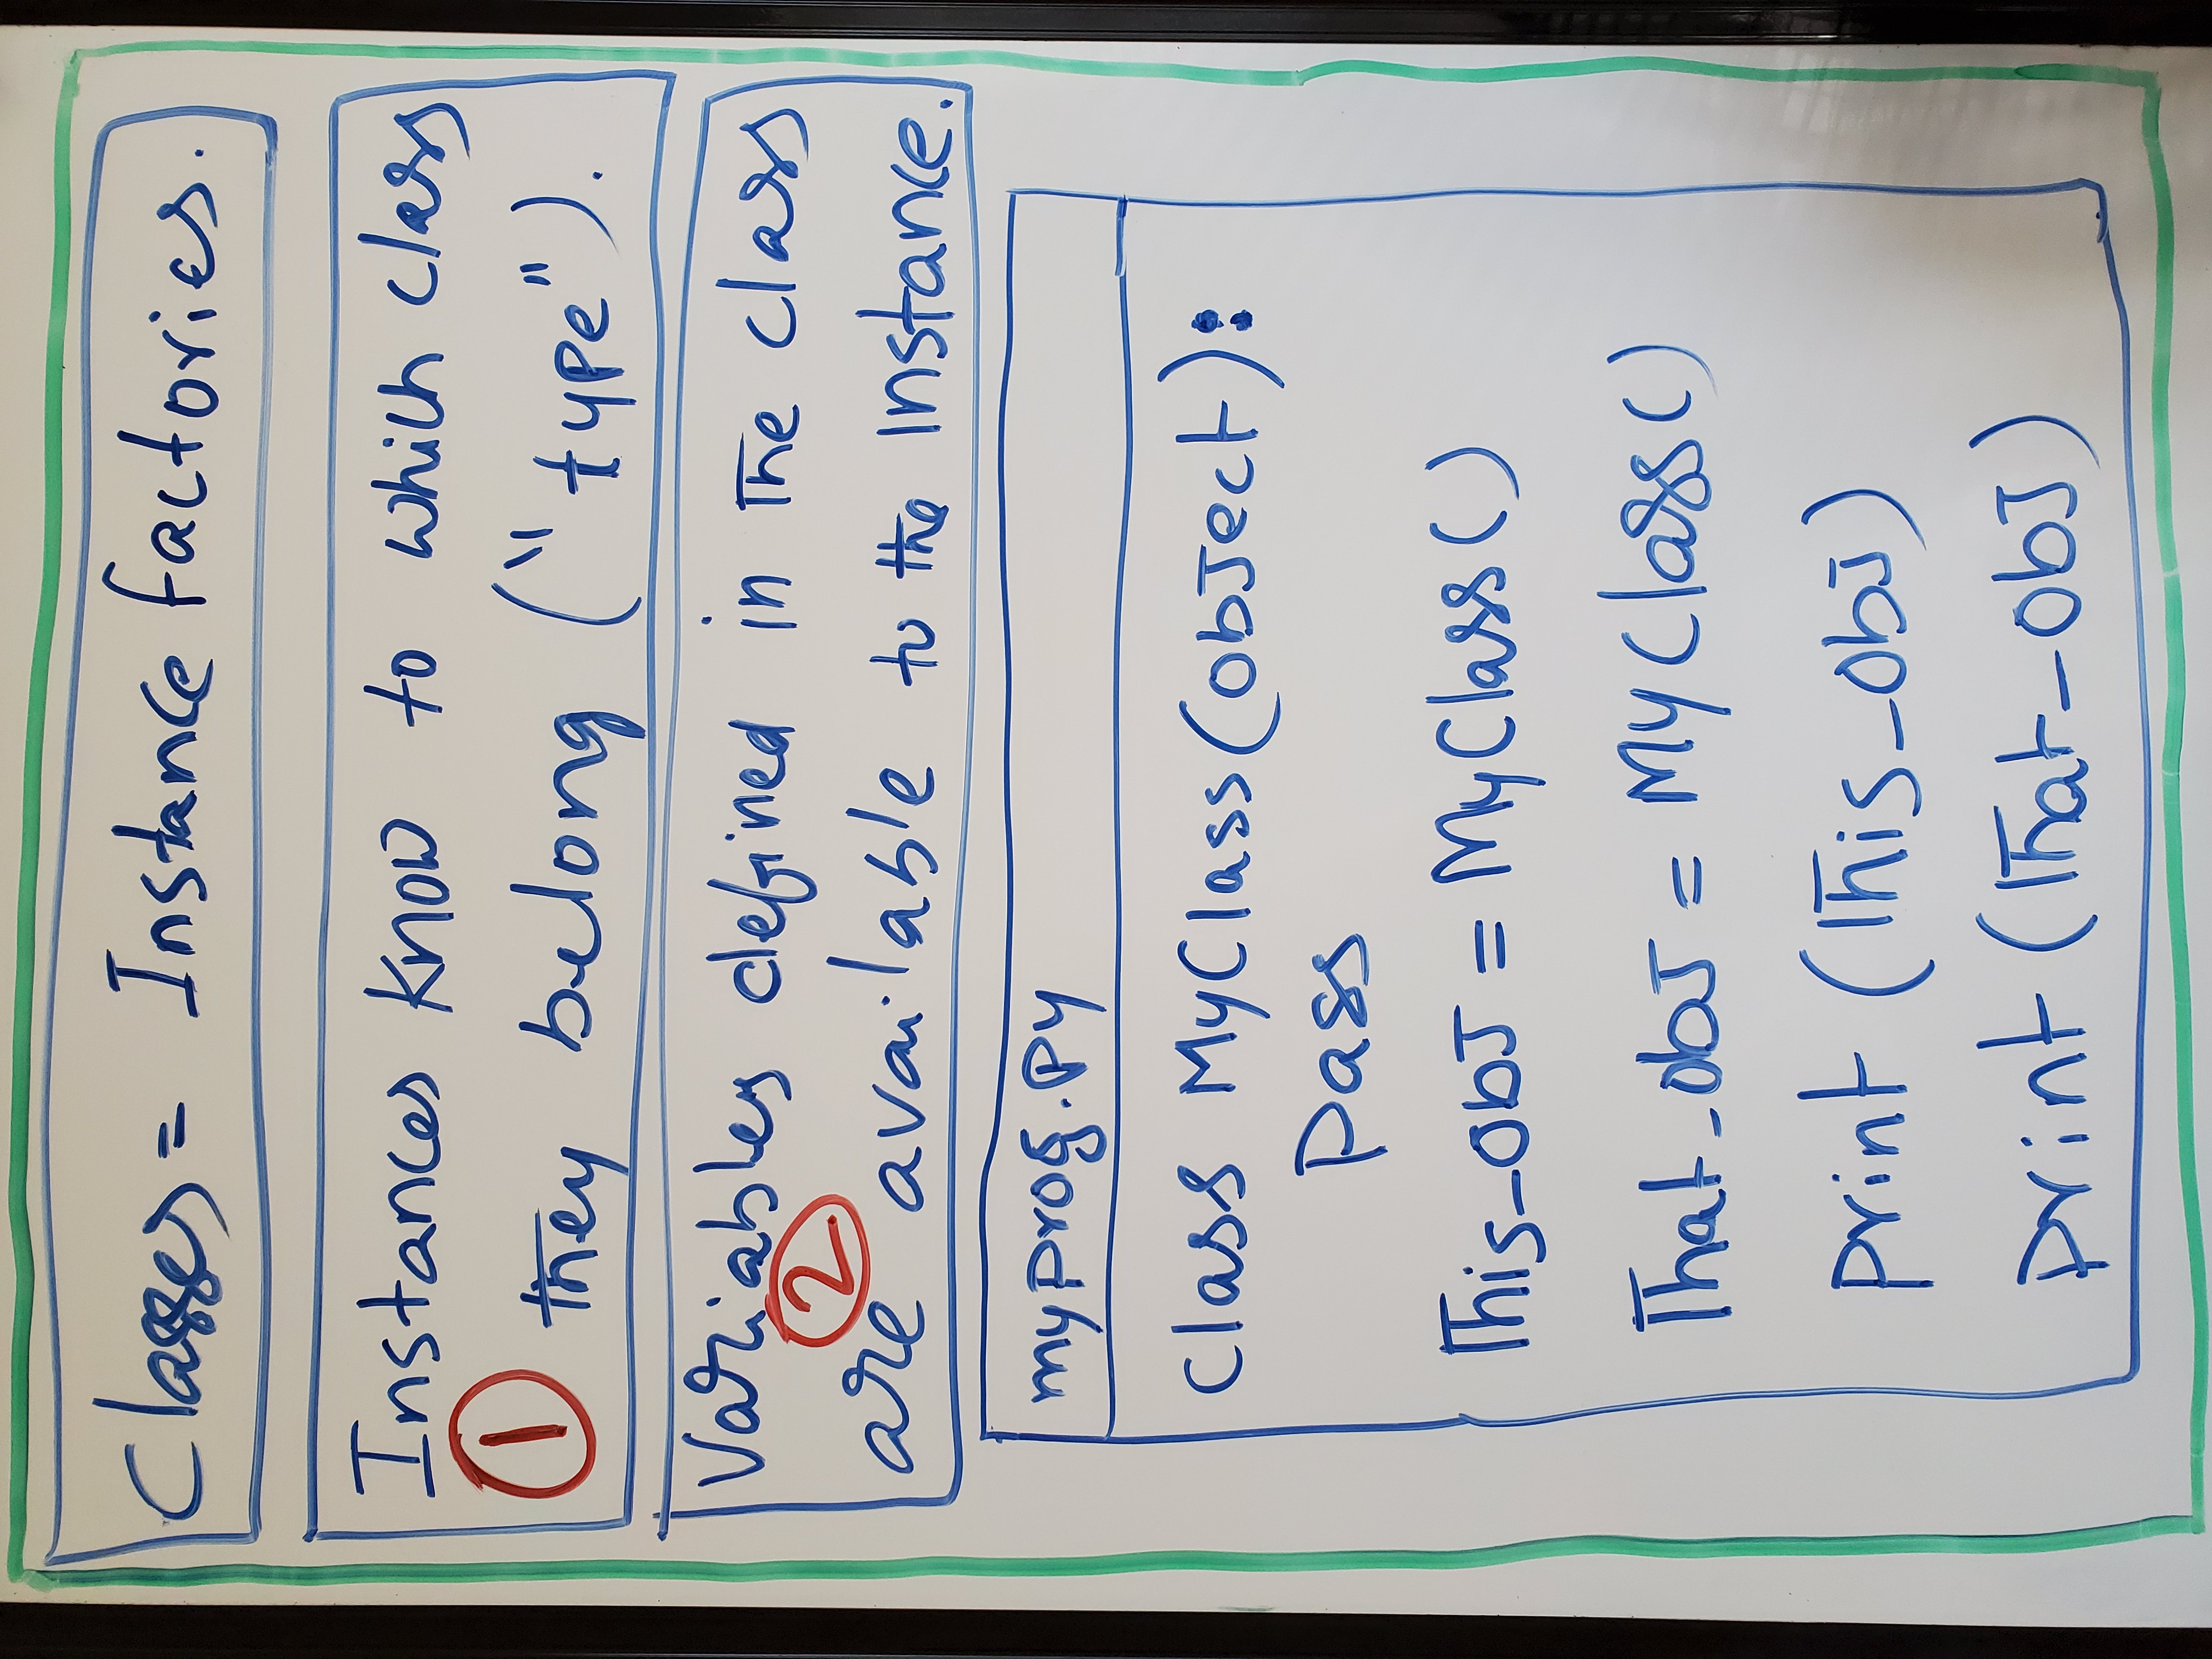 Classes = Instance factories.
Instances know to which class
①
they belong ("type").
Variables defined in the class
②
are available to the instance.
myprog.py
class MyClass(object):
pass
This_obj = MyClass()
That_obj = MyClass()
print (This_obj)
print (That_obj)